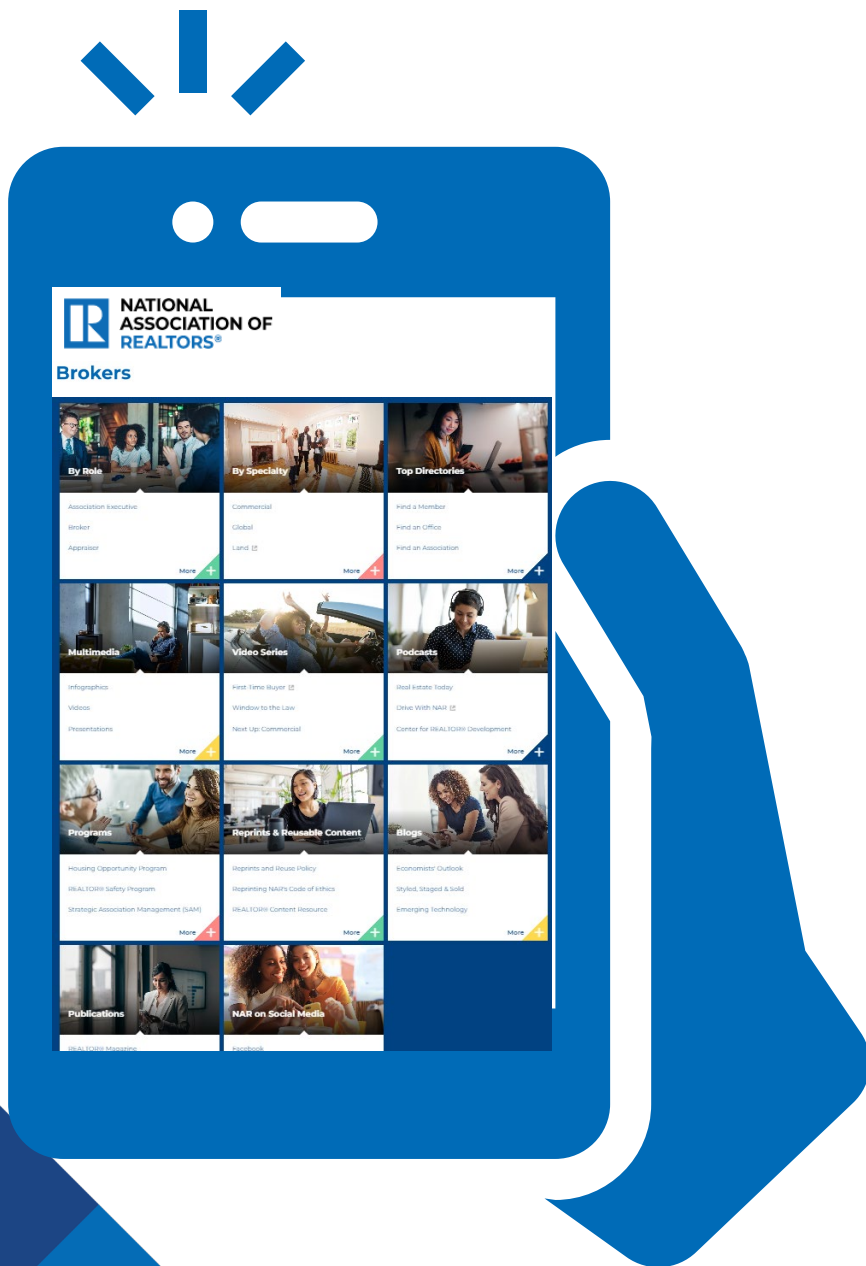 NATIONAL
ASSOCIATION OF
REALTORS®
Brokers
By Role
Association Executive
Broker
Appraiser
More
By Specialty
Commercial
Global
Land
More
Top Directories
Find a Member
Find an Office
Find an Association
More
Multimedia
Infographics
Videos
Presentations
More
Video Series
First Time Buyer
Window to the Law
Next Up: Commercial
More
Podcasts
Real Estate Today
Drive With NAR
Center for REALTOR® Development
More
Programs
Housing Opportunity Program
REALTOR® Safety Program
Strategic Association Management (SAM)
More
Reprints & Reusable Content
Reprints and Reuse Policy
Reprinting NAR's Code of Ethics
REALTOR® Content Resource
More
Blogs
Economists' Outlook
Styled, Staged & Sold
Emerging Technology
More
Publications
REALTOR® Magazine
NAR on Social Media
Facebook